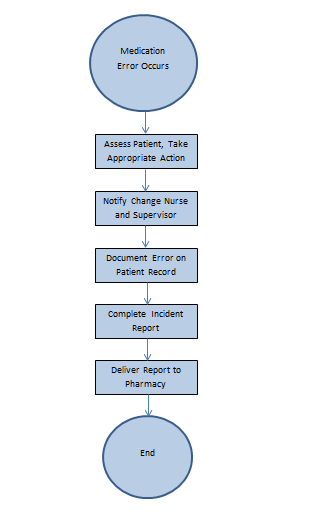 Medication
Error Occurs
Assess Patient, Take
Appropriate Action
Notify Change Nurse
and Supervisor
Document Error on
Patient Record
Complete Incident
Report
Deliver Report to
Pharmacy
End